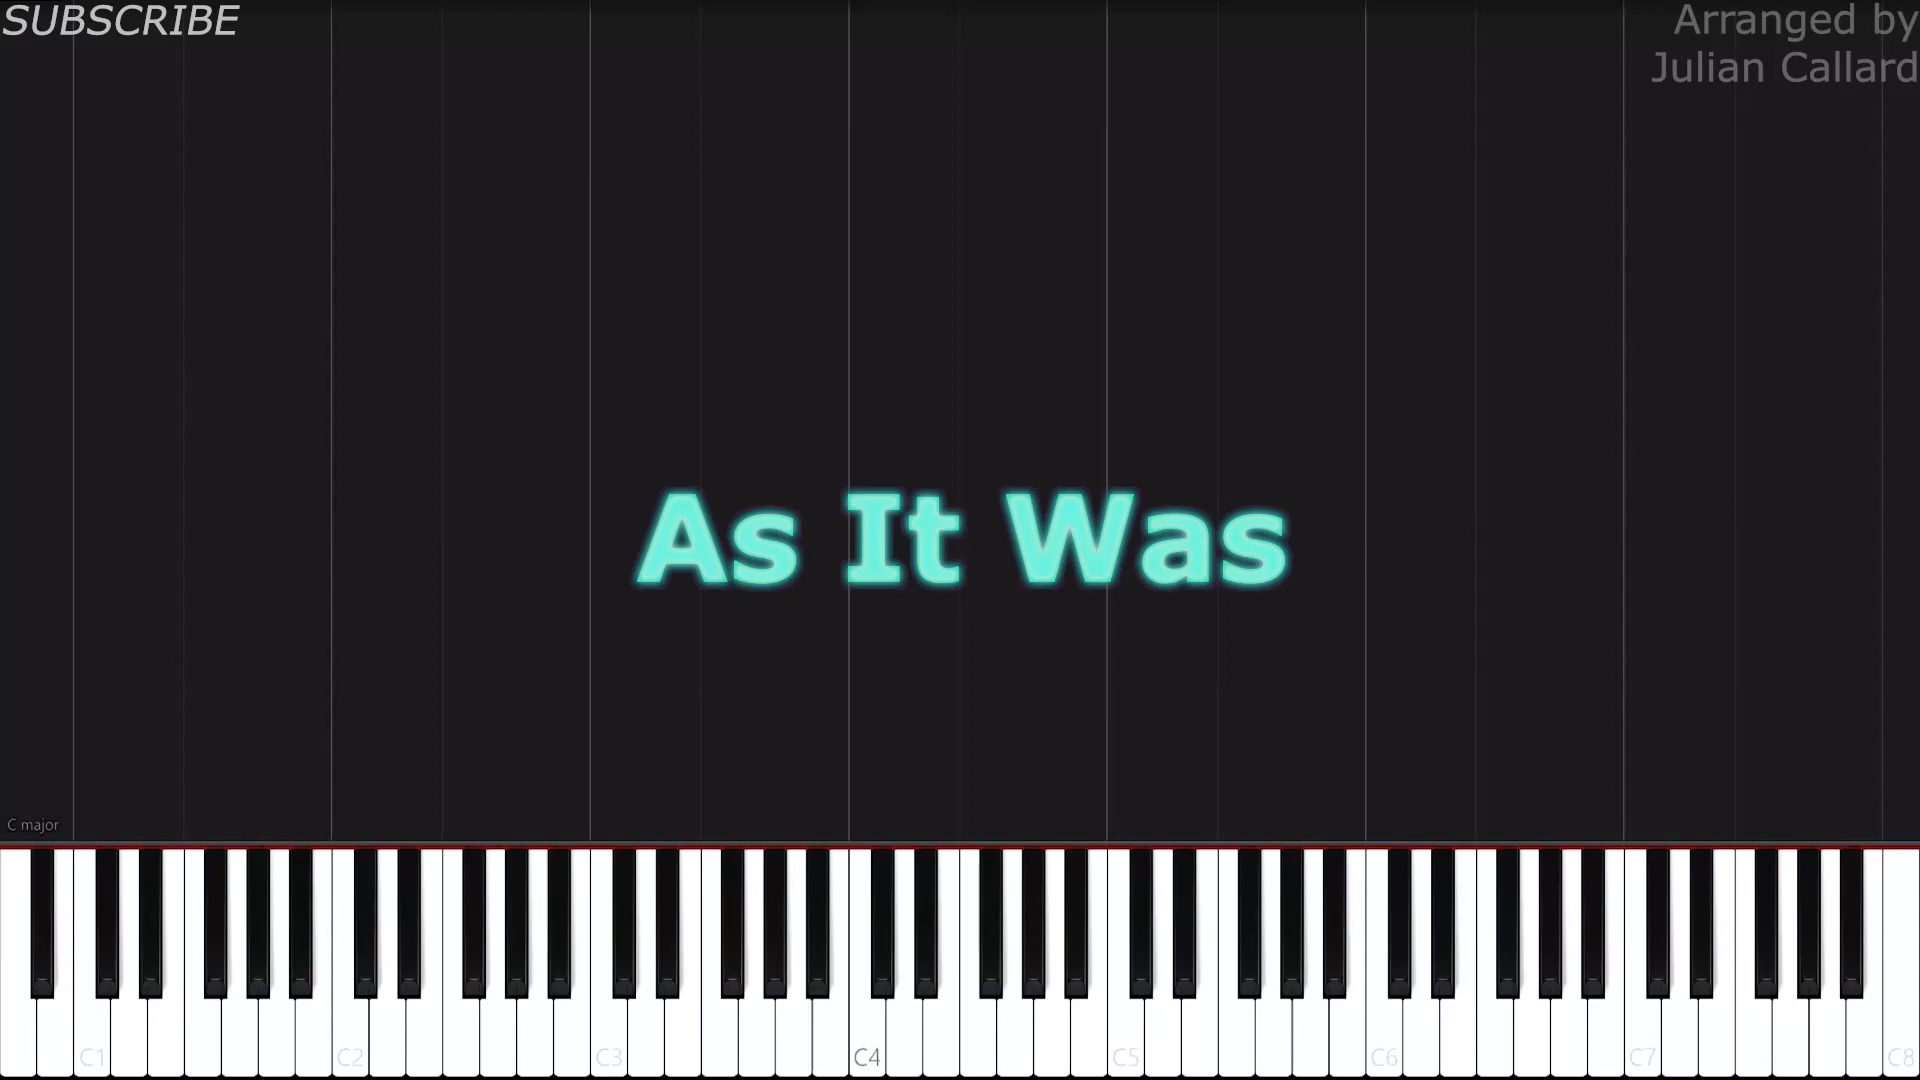 SUBSCRIBE
Arranged by
Julian Callard
As It Was
C major
C1 C2 C3 C4 C5 C6 C7 C8